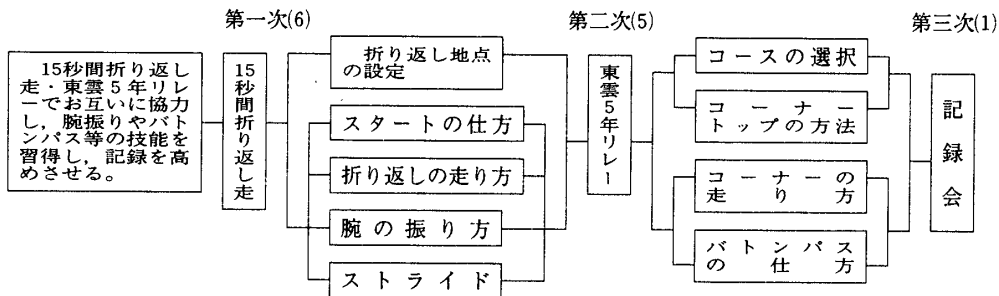 第一次(6)
第二次(5)
第三次(1)
15秒間折り返し
走・東雲5年リレ
ーでお互いに協力
し，腕振りやバト
ンパス等の技能を
習得し，記録を高
めさせる。
15秒間折り返し走
折り返し地点
の設定
スタートの仕方
折り返しの走り方
腕の振り方
ストライド
東雲5年リレー
コースの選択
コーナー
トップの方法
コーナーの
走り方
バトンパス
の仕方
記録会